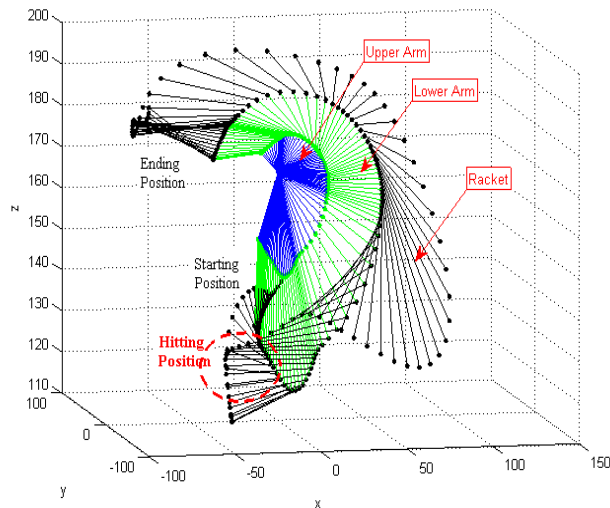 200
190
180
170
160
150
140
130
120
110
z
Upper Arm
Lower Arm
Racket
Ending
Position
Starting
Position
Hitting
Position
100
0
-100
y
-100
-50
0
50
100
150
x